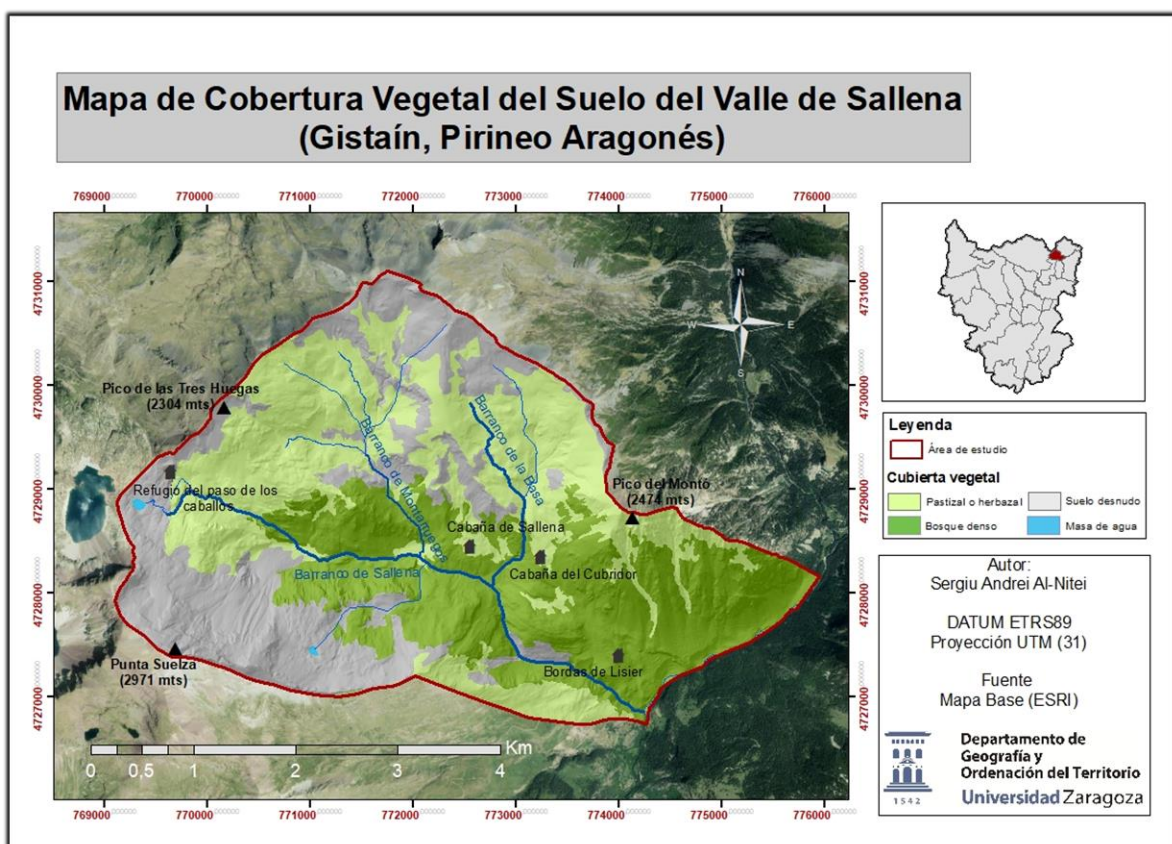 Mapa de Cobertura Vegetal del Suelo del Valle de Sallena
(Gistaín, Pirineo Aragonés)
769000 770000 771000 772000 773000 774000 775000 776000
4731000
4730000
4729000
4728000
4727000
4731000
4730000
4729000
4728000
4727000
N
W E
S
Pico de las Tres Huegas
(2304 mts)
Barranco de Montarruegos
Barranco de la Basa
Refugio del paso de los
caballos
Pico del Montó
(2474 mts)
Cabaña de Sallena
Cabaña del Cubridor
Barranco de Sallena
Punta Suelza
(2971 mts)
Bordas de Lisier
Km
0 0,5 1 2 3 4
769000 770000 771000 772000 773000 774000 775000 776000
Leyenda
Área de estudio
Cubierta vegetal
Pastizal o herbazal
Suelo desnudo
Bosque denso
Masa de agua
Autor:
Sergiu Andrei Al-Nitei
DATUM ETRS89
Proyección UTM (31)
Fuente
Mapa Base (ESRI)
1542
Departamento de
Geografía y
Ordenación del Territorio
Universidad Zaragoza